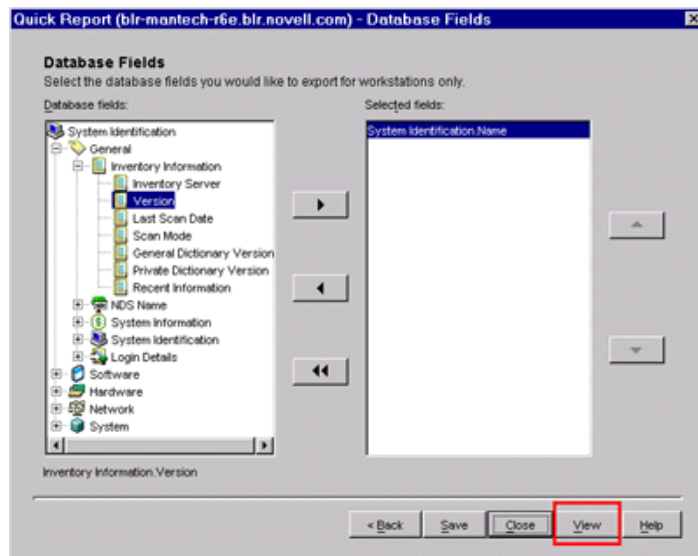 Quick Report (blr-mantech-r6e.blr.novell.com) - Database Fields
Database Fields
Select the database fields you would like to export for workstations only.
Database fields:
System Identification
General
Inventory Information
Inventory Server
Version
Last Scan Date
Scan Mode
General Dictionary Version
Private Dictionary Version
Recent Information
NDS Name
System Information
System Identification
Login Details
Software
Hardware
Network
System
Inventory Information.Version
Selected fields:
System Identification.Name
< Back Save Close View Help